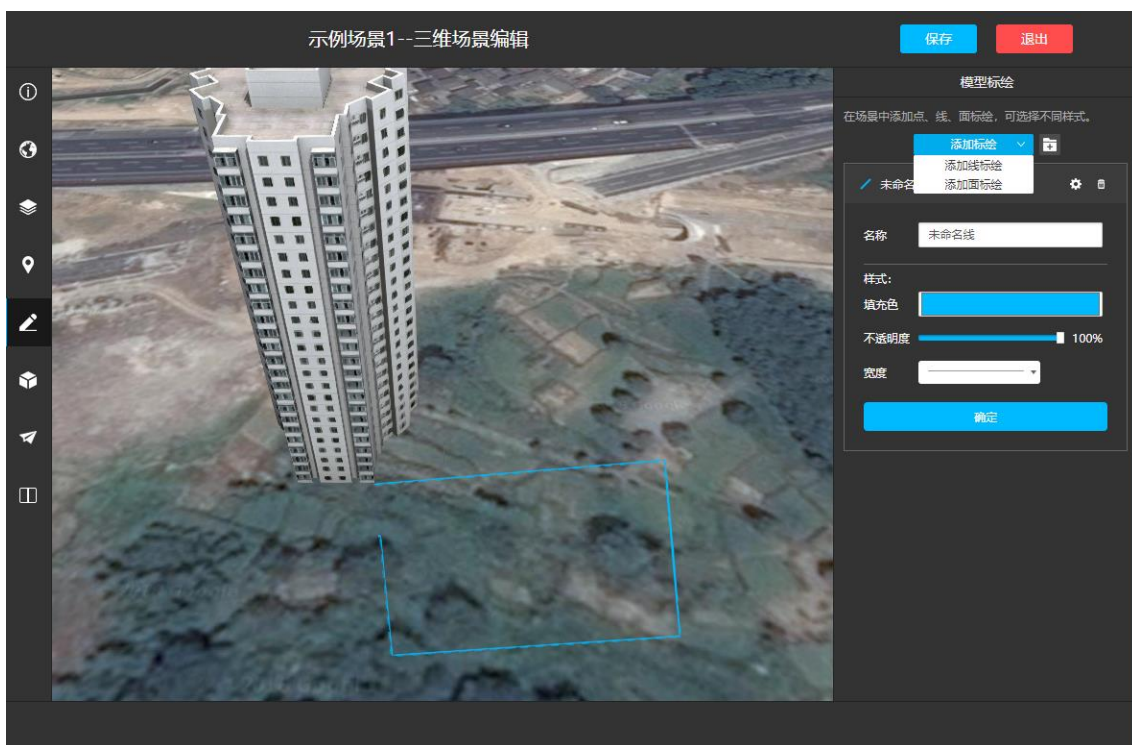 示例场景1--三维场景编辑
保存
退出
模型标绘
在场景中添加点、线、面标绘，可选择不同样式。
添加标绘
添加线标绘
添加面标绘
未命名
名称
未命名线
样式:
填充色
不透明度
100%
宽度
确定